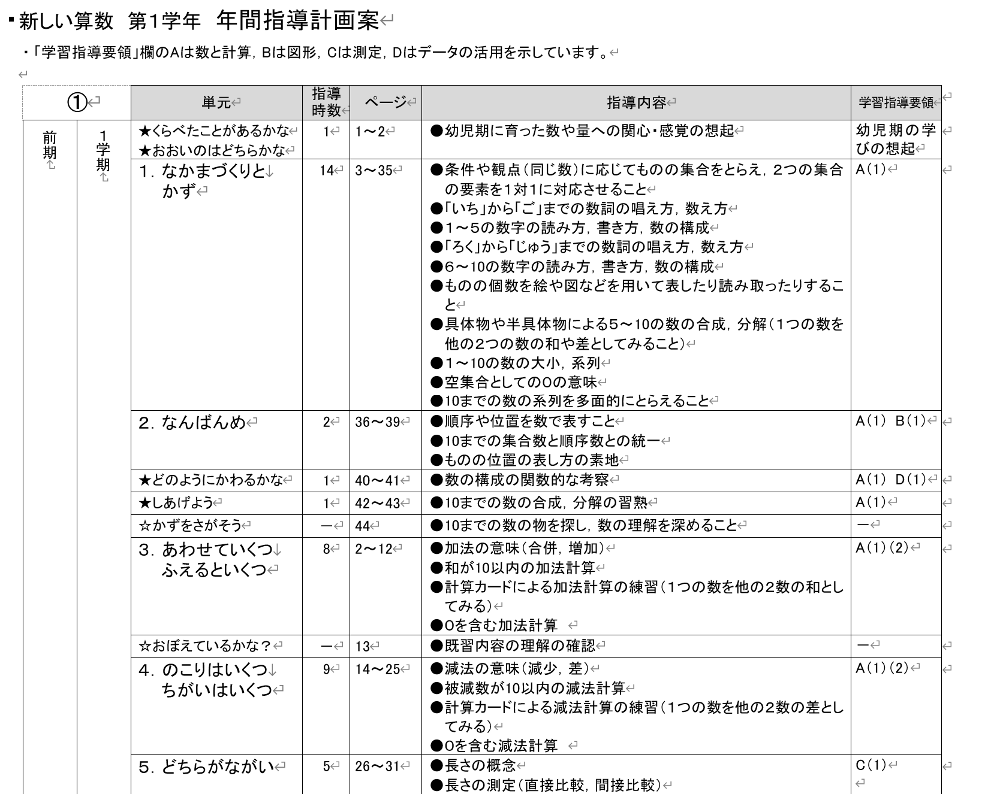 新しい算数　第１学年　年間指導計画案
・「学習指導要領」欄のAは数と計算，Bは図形，Cは測定，Dはデータの活用を示しています。
①
単元
指導
時数
ページ
指導内容
学習指導要領
前期
１学期
★くらべたことがあるかな
★おおいのはどちらかな
1
1～2
●幼児期に育った数や量への関心・感覚の想起
幼児期の学
びの想起
１．なかまづくりと
かず
14
3～35
●条件や観点（同じ数）に応じてものの集合をとらえ，２つの集合
の要素を１対１に対応させること
●「いち」から「ご」までの数詞の唱え方，数え方
●１～５の数字の読み方，書き方，数の構成
●「ろく」から「じゅう」までの数詞の唱え方，数え方
●６～10の数字の読み方，書き方，数の構成
●ものの個数を絵や図などを用いて表したり読み取ったりするこ
と
●具体物や半具体物による５～10の数の合成，分解（１つの数を
他の２つの数の和や差としてみること）
●１～10の数の大小，系列
●空集合としての０の意味
●10までの数の系列を多面的にとらえること
A（1）
２．なんばんめ
2
36～39
●順序や位置を数で表すこと
●10までの集合数と順序数との統一
●ものの位置の表し方の素地
A（1）　B（1）
★どのようにかわるかな
1
40～41
●数の構成の関数的な考察
A（1）　D（1）
★しあげよう
1
42～43
●10までの数の合成，分解の習熟
A（1）
☆かずをさがそう
－
44
●10までの数の物を探し，数の理解を深めること
－
３．あわせていくつ
ふえるといくつ
8
2～12
●加法の意味（合併，増加）
●和が10以内の加法計算
●計算カードによる加法計算の練習（１つの数を他の２数の和とし
てみる）
●０を含む加法計算
A（1）（2）
☆おぼえているかな？
－
13
●既習内容の理解の確認
－
４．のこりはいくつ
ちがいはいくつ
9
14～25
●減法の意味（減少，差）
●被減数が10以内の減法計算
●計算カードによる減法計算の練習（１つの数を他の２数の差とし
てみる）
●０を含む減法計算
A（1）（2）
５．どちらがながい
5
26～31
●長さの概念
●長さの測定（直接比較，間接比較）
C（1）